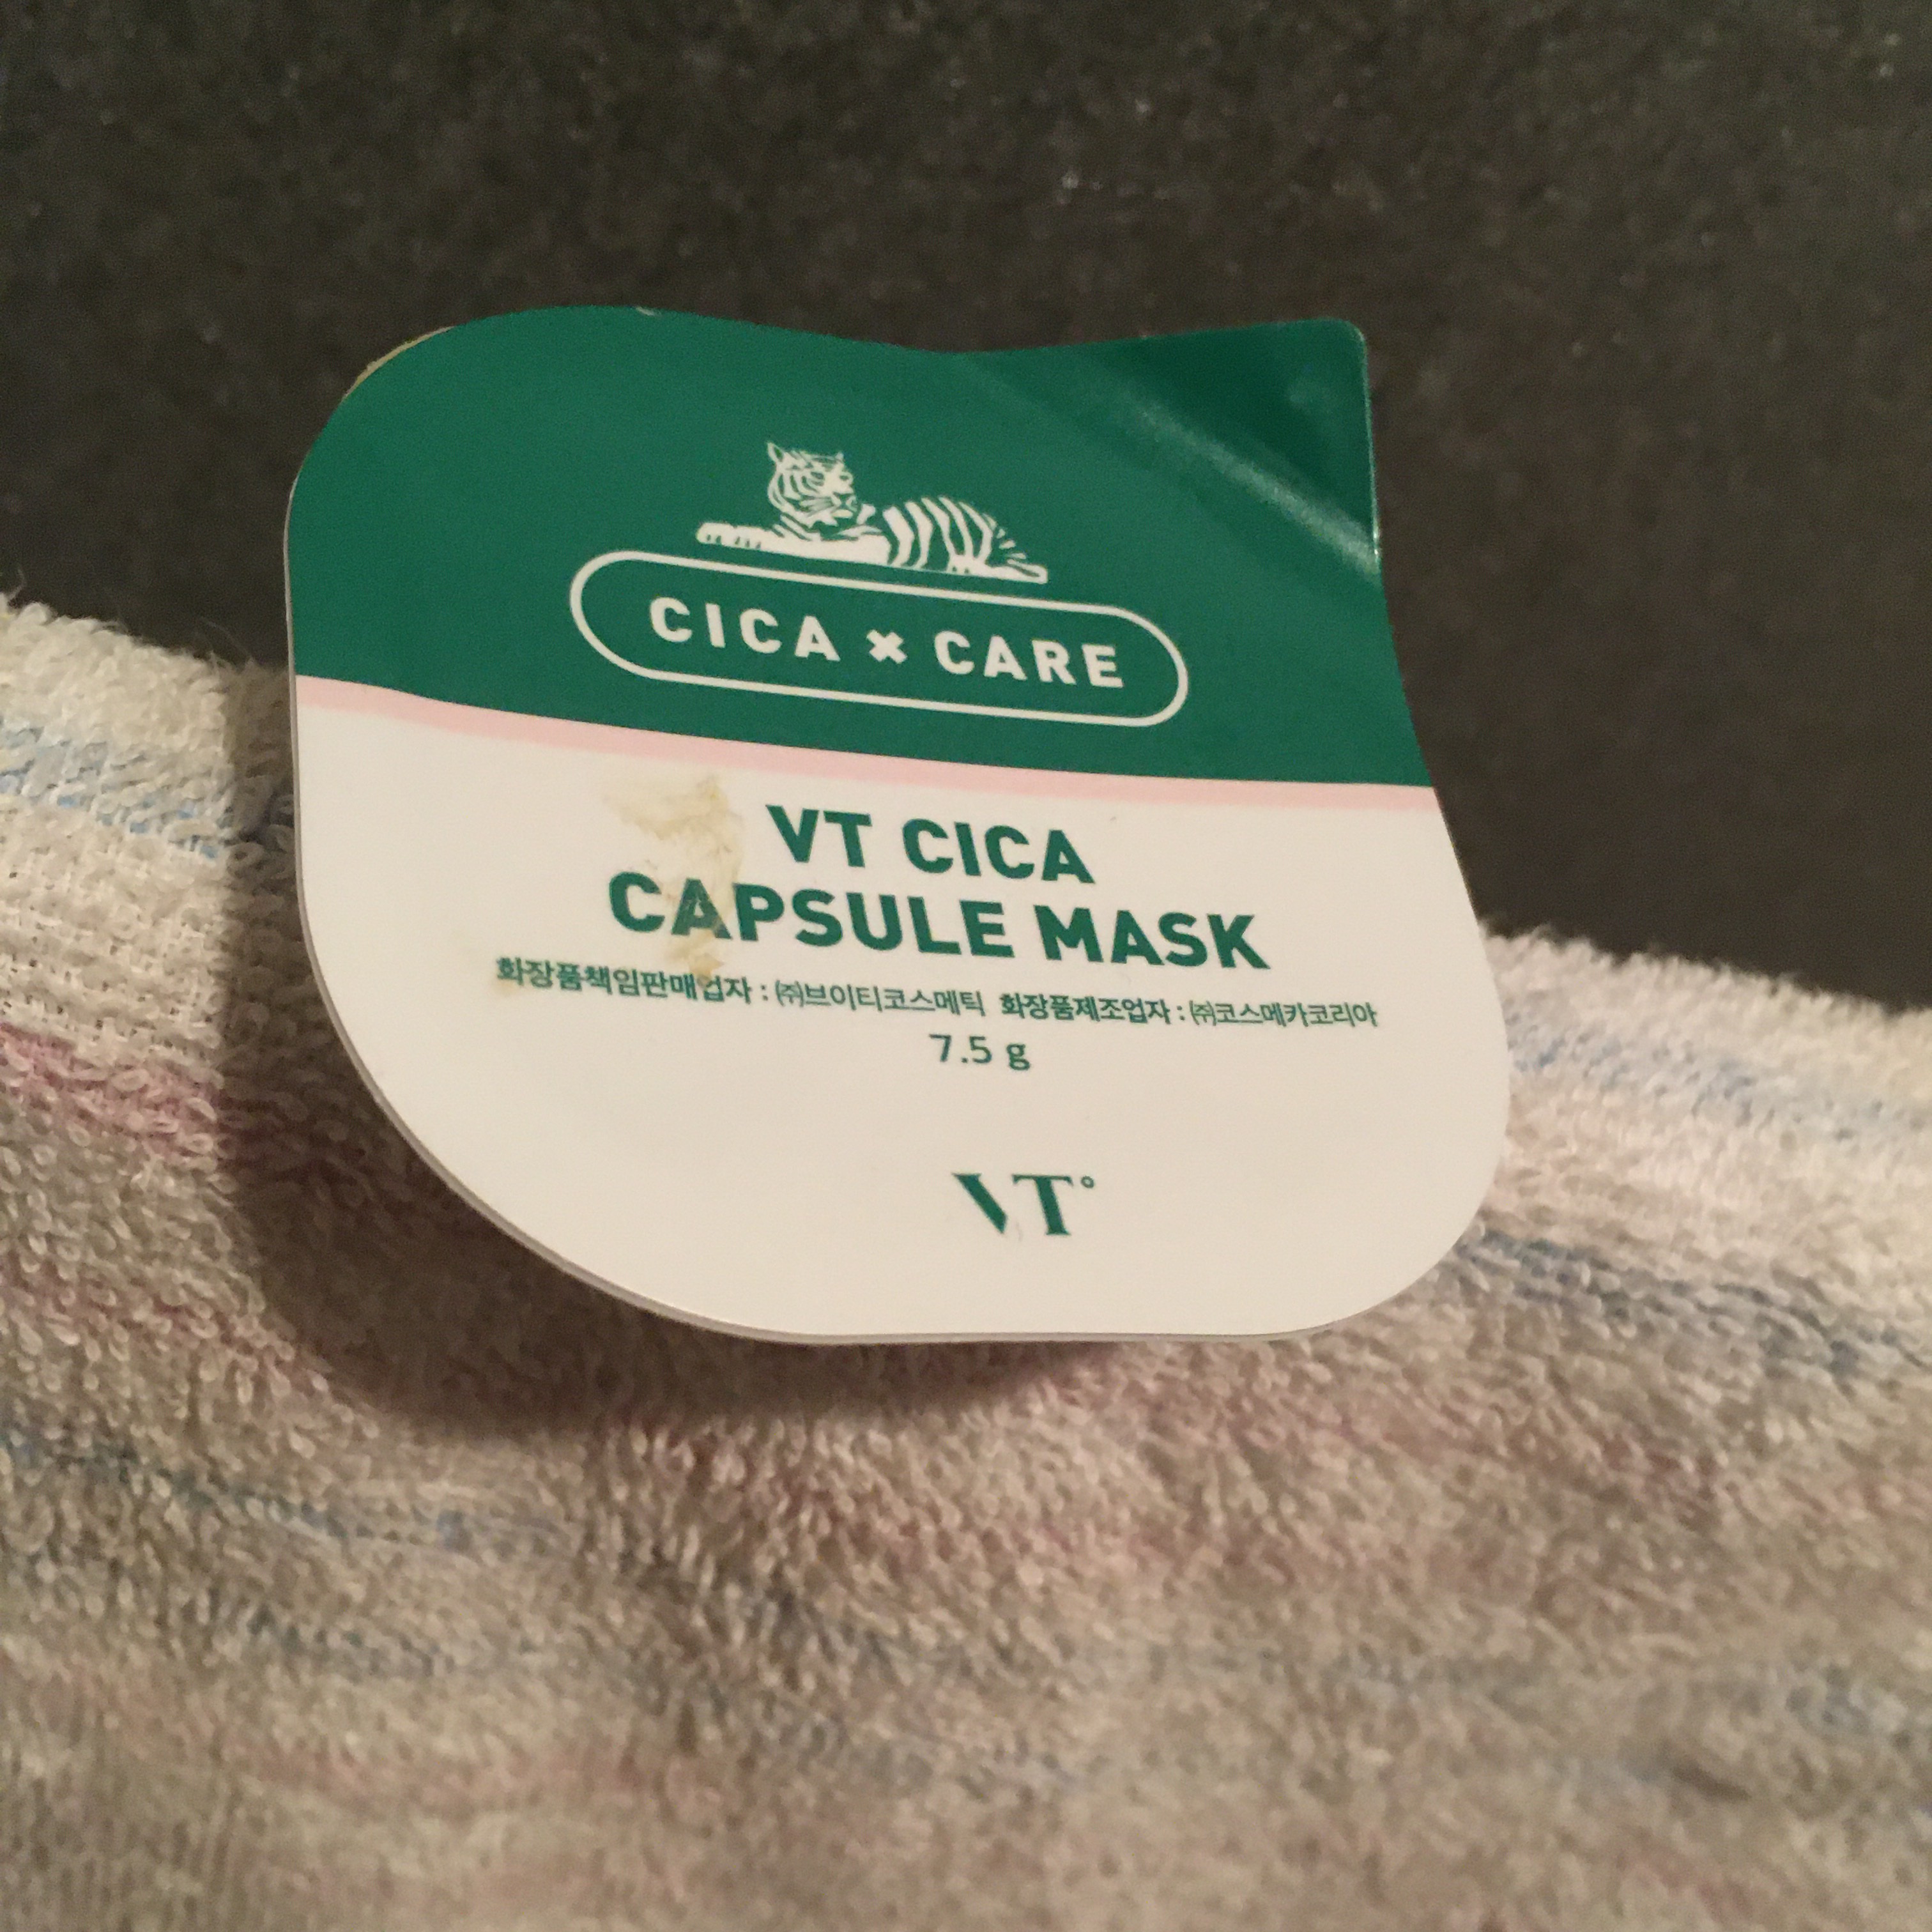 CICA × CARE
VT CICA
CAPSULE MASK
화장품책임판매업자 : ㈜브이티코스메틱 화장품제조업자 : ㈜코스메카코리아
7.5 g
VT°